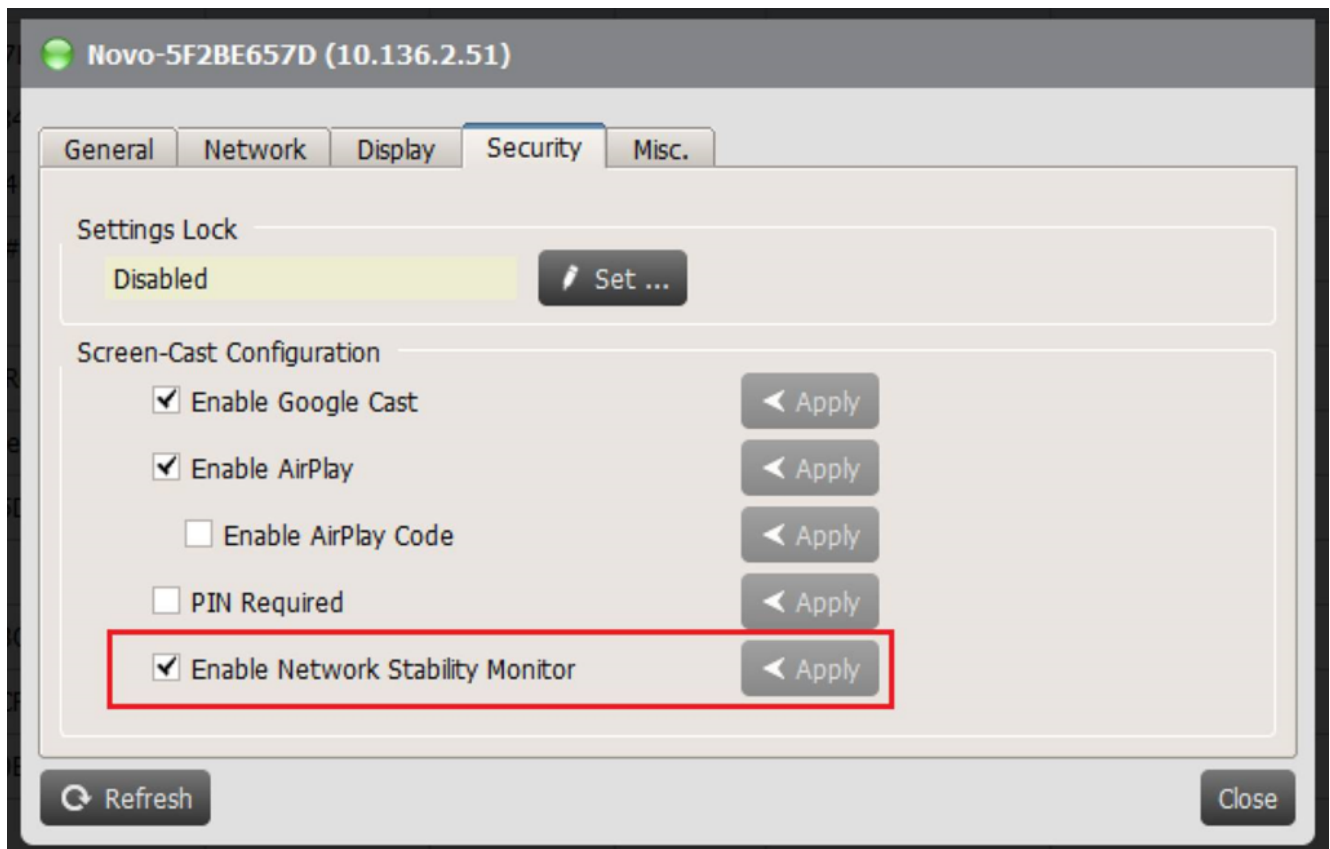 Novo-5F2BE657D (10.136.2.51)
General Network Display Security Misc.
Settings Lock
Disabled Set ...
Screen-Cast Configuration
Enable Google Cast Apply
Enable AirPlay Apply
Enable AirPlay Code Apply
PIN Required Apply
Enable Network Stability Monitor Apply
Refresh Close